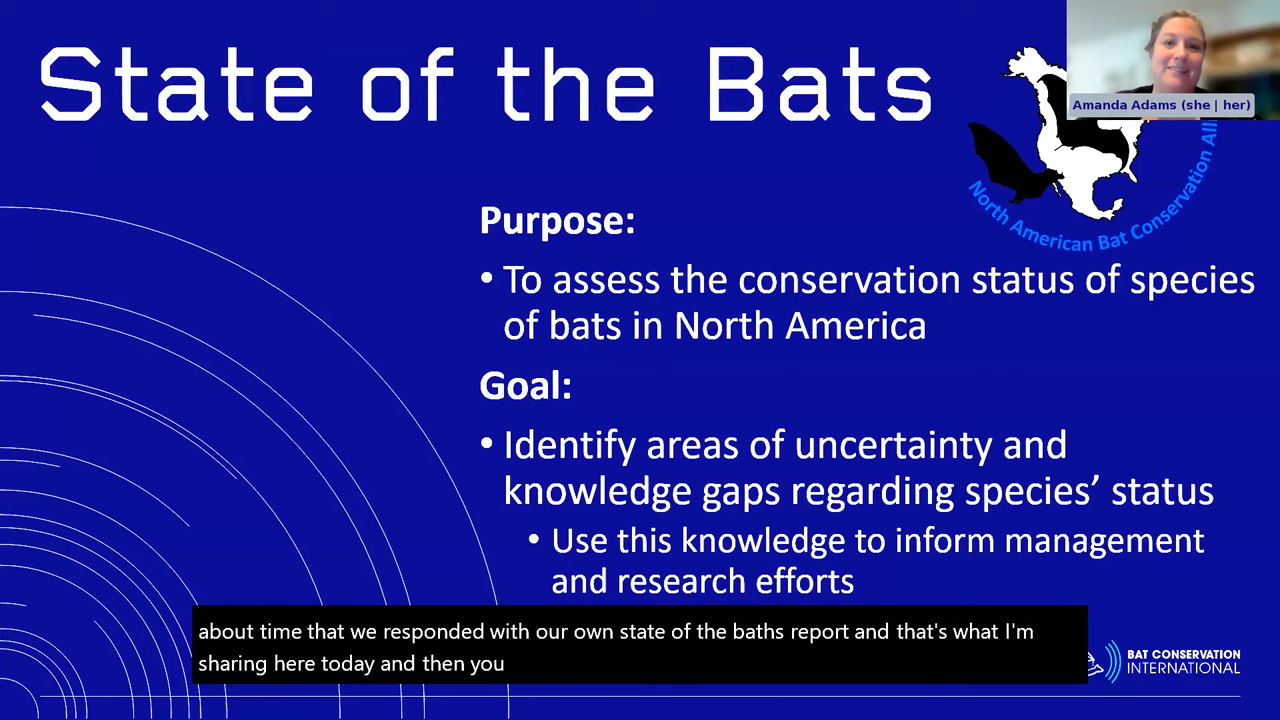 State of the Bats
Amanda Adams (she | her)
North American Bat Conservation
Purpose:
• To assess the conservation status of species
of bats in North America
Goal:
• Identify areas of uncertainty and
knowledge gaps regarding species’ status
• Use this knowledge to inform management
and research efforts
about time that we responded with our own state of the baths report and that's what I'm
sharing here today and then you
BAT CONSERVATION
INTERNATIONAL